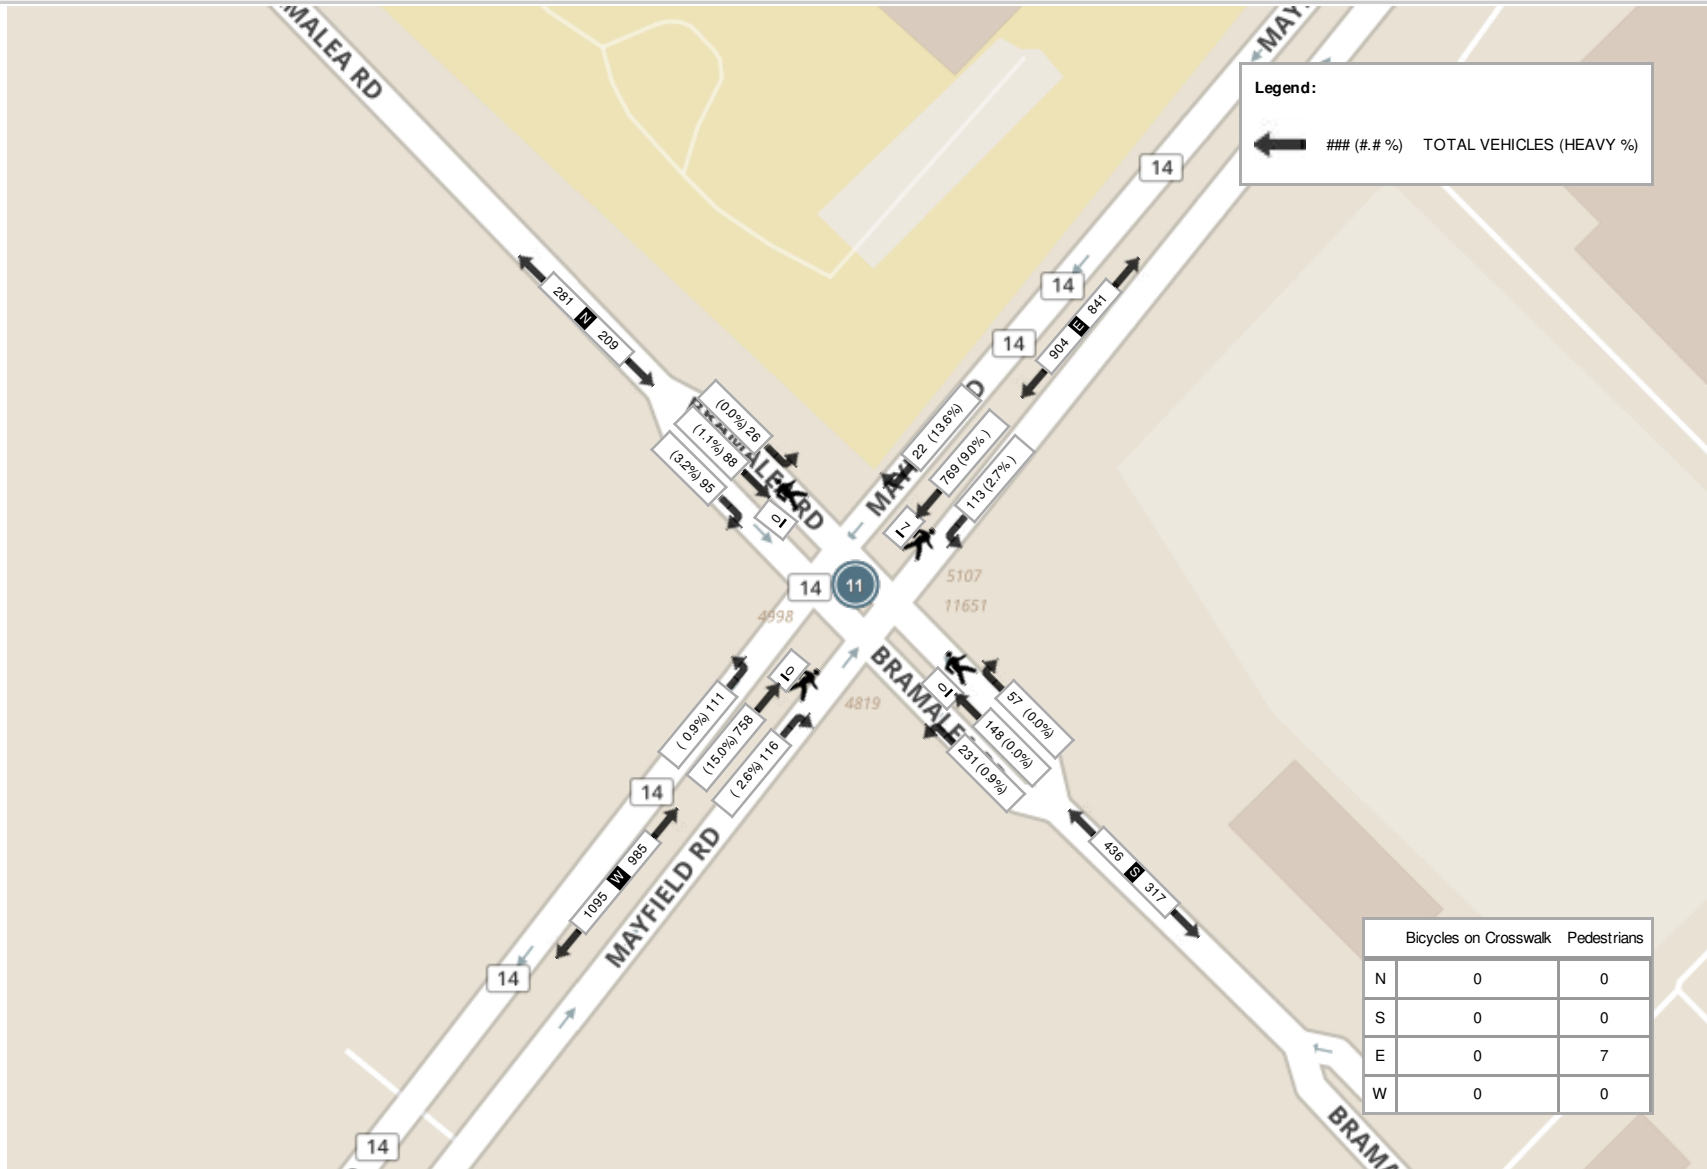 MALEA RD
MAY
Legend:
### (#.# %) TOTAL VEHICLES (HEAVY %)
14
14
14
281 N 209
904 E 841
(0.0%) 26
(1.1%) 88
(3.2%) 95
BRAMALEA RD
0
22 (13.6%)
769 (9.0% )
113 (2.7% )
7
14
11
5107
11651
4998
4819
0
( 0.9%) 111
(15.0%) 758
( 2.6%) 116
0
57 (0.0%)
148 (0.0%)
231 (0.9%)
BRAMALE
14
1095 W 985
MAYFIELD RD
436 S 317
14
14
BRAMA
Bicycles on Crosswalk Pedestrians
N 0 0
S 0 0
E 0 7
W 0 0